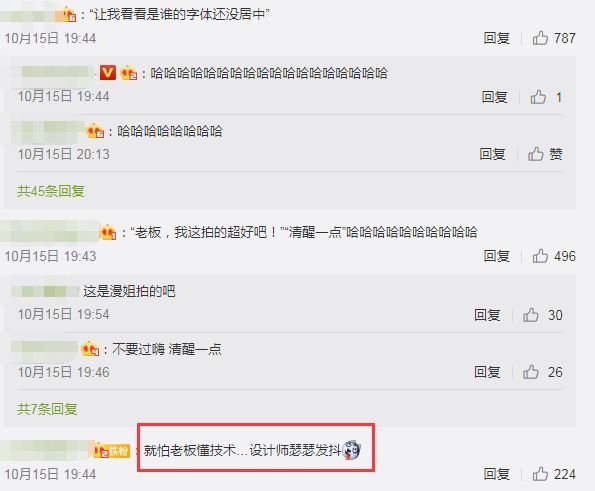 ：“让我看看是谁的字体还没居中”
10月15日 19:44 回复 787
：哈哈哈哈哈哈哈哈哈哈哈哈哈哈哈哈哈哈
10月15日 19:44 回复 1
：哈哈哈哈哈哈哈哈
10月15日 20:13 回复 赞
共45条回复
：“老板，我这拍的超好吧！”“清醒一点”哈哈哈哈哈哈哈哈哈哈
10月15日 19:43 回复 496
这是漫姐拍的吧
10月15日 19:54 回复 30
：不要过嗨 清醒一点
10月15日 19:46 回复 26
共7条回复
铁粉：就怕老板懂技术...设计师瑟瑟发抖
10月15日 19:44 回复 224